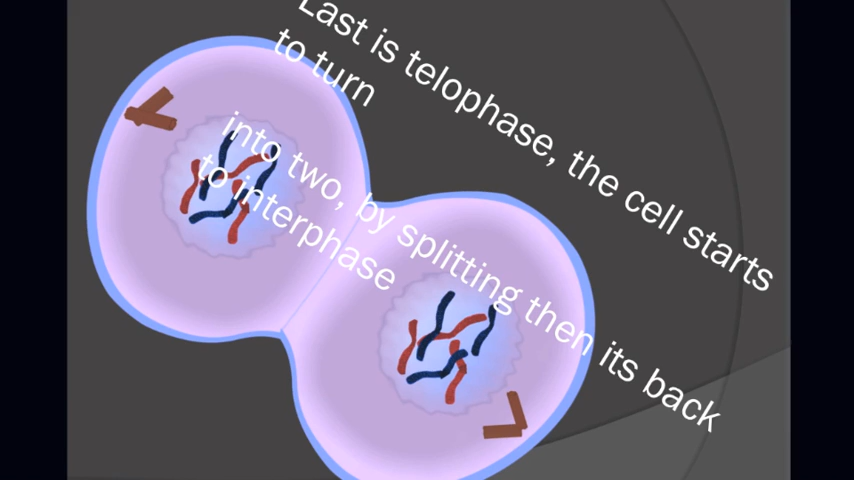 Last is telophase, the cell starts
to turn
into two, by splitting then its back
to interphase